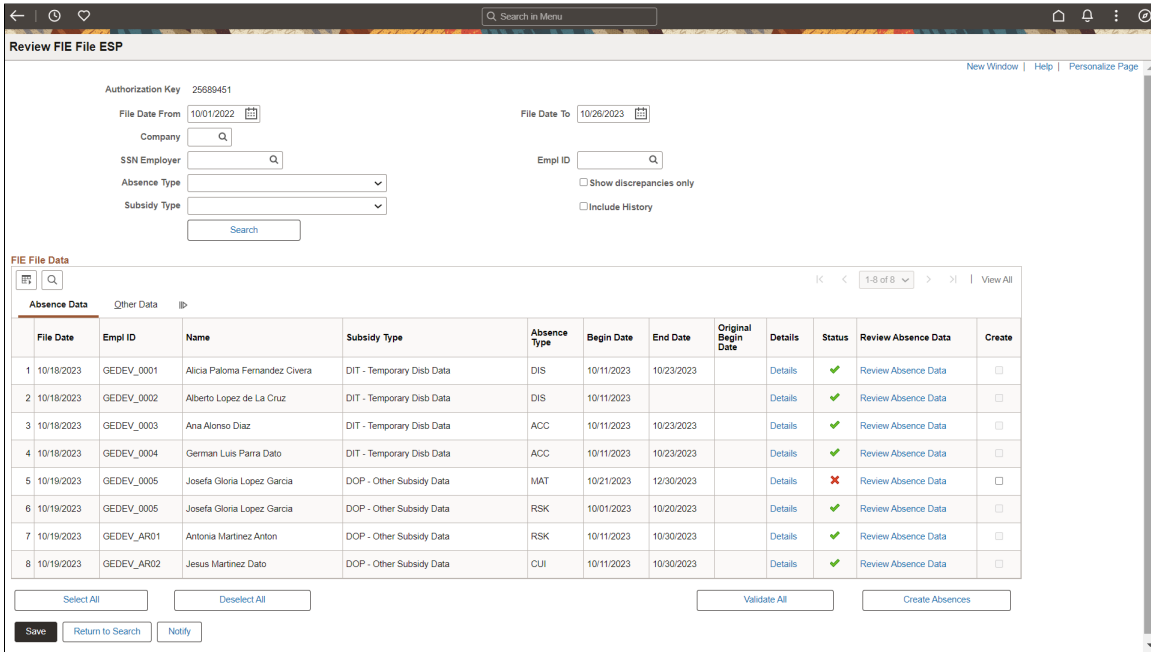 Search in Menu
Review FIE File ESP
New Window | Help | Personalize Page
Authorization Key 25689451
File Date From 10/01/2022 File Date To 10/26/2023
Company
SSN Employer Empl ID
Absence Type Show discrepancies only
Subsidy Type Include History
Search
FIE File Data
1-8 of 8 | View All
Absence Data Other Data
File Date Empl ID Name Subsidy Type Absence Type Begin Date End Date Original Begin Date Details Status Review Absence Data Create
1 10/18/2023 GEDEV_0001 Alicia Paloma Fernandez Civera DIT - Temporary Disb Data DIS 10/11/2023 10/23/2023 Details Review Absence Data
2 10/18/2023 GEDEV_0002 Alberto Lopez de La Cruz DIT - Temporary Disb Data DIS 10/11/2023 Details Review Absence Data
3 10/18/2023 GEDEV_0003 Ana Alonso Diaz DIT - Temporary Disb Data ACC 10/11/2023 10/23/2023 Details Review Absence Data
4 10/18/2023 GEDEV_0004 German Luis Parra Dato DIT - Temporary Disb Data ACC 10/11/2023 10/23/2023 Details Review Absence Data
5 10/19/2023 GEDEV_0005 Josefa Gloria Lopez Garcia DOP - Other Subsidy Data MAT 10/21/2023 12/30/2023 Details Review Absence Data
6 10/19/2023 GEDEV_0005 Josefa Gloria Lopez Garcia DOP - Other Subsidy Data RSK 10/01/2023 10/20/2023 Details Review Absence Data
7 10/19/2023 GEDEV_AR01 Antonia Martinez Anton DOP - Other Subsidy Data RSK 10/11/2023 10/30/2023 Details Review Absence Data
8 10/19/2023 GEDEV_AR02 Jesus Martinez Dato DOP - Other Subsidy Data CUI 10/11/2023 10/30/2023 Details Review Absence Data
Select All Deselect All Validate All Create Absences
Save Return to Search Notify